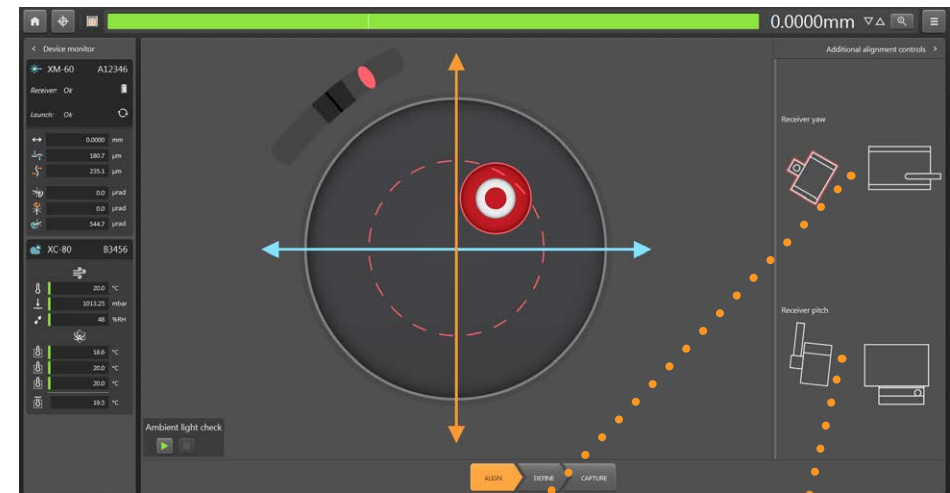 0.0000mm
Device monitor
XM-60 A12346
Receiver: Ok
Launch: Ok
0.0000 mm
180.7 µm
235.1 µm
0.0 µrad
0.0 µrad
544.7 µrad
XC-80 B3456
20.0 °C
1013.25 mbar
48 %RH
18.6 °C
20.0 °C
20.0 °C
19.5 °C
Ambient light check
ALIGN DEFINE CAPTURE
Additional alignment controls
Receiver yaw
Receiver pitch